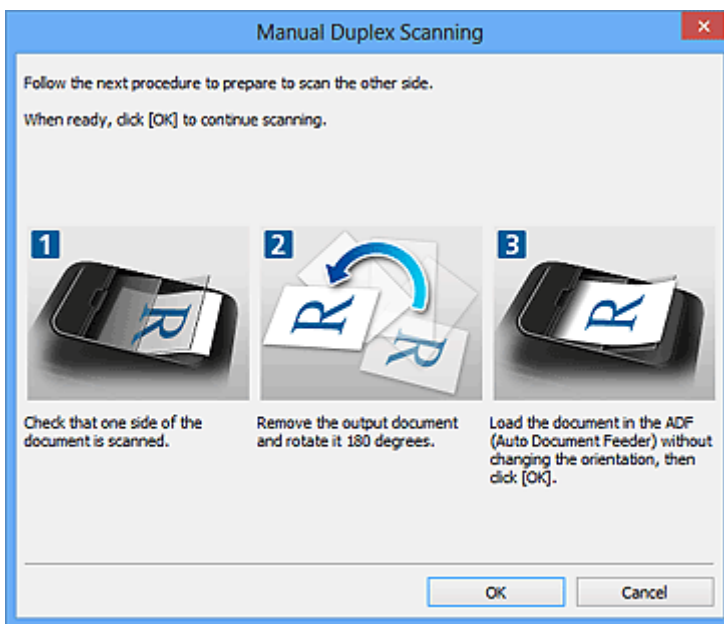 Manual Duplex Scanning
Follow the next procedure to prepare to scan the other side.
When ready, click [OK] to continue scanning.
1
R
Check that one side of the
document is scanned.
2
R
R
Remove the output document
and rotate it 180 degrees.
3
R
Load the document in the ADF
(Auto Document Feeder) without
changing the orientation, then
click [OK].
OK
Cancel